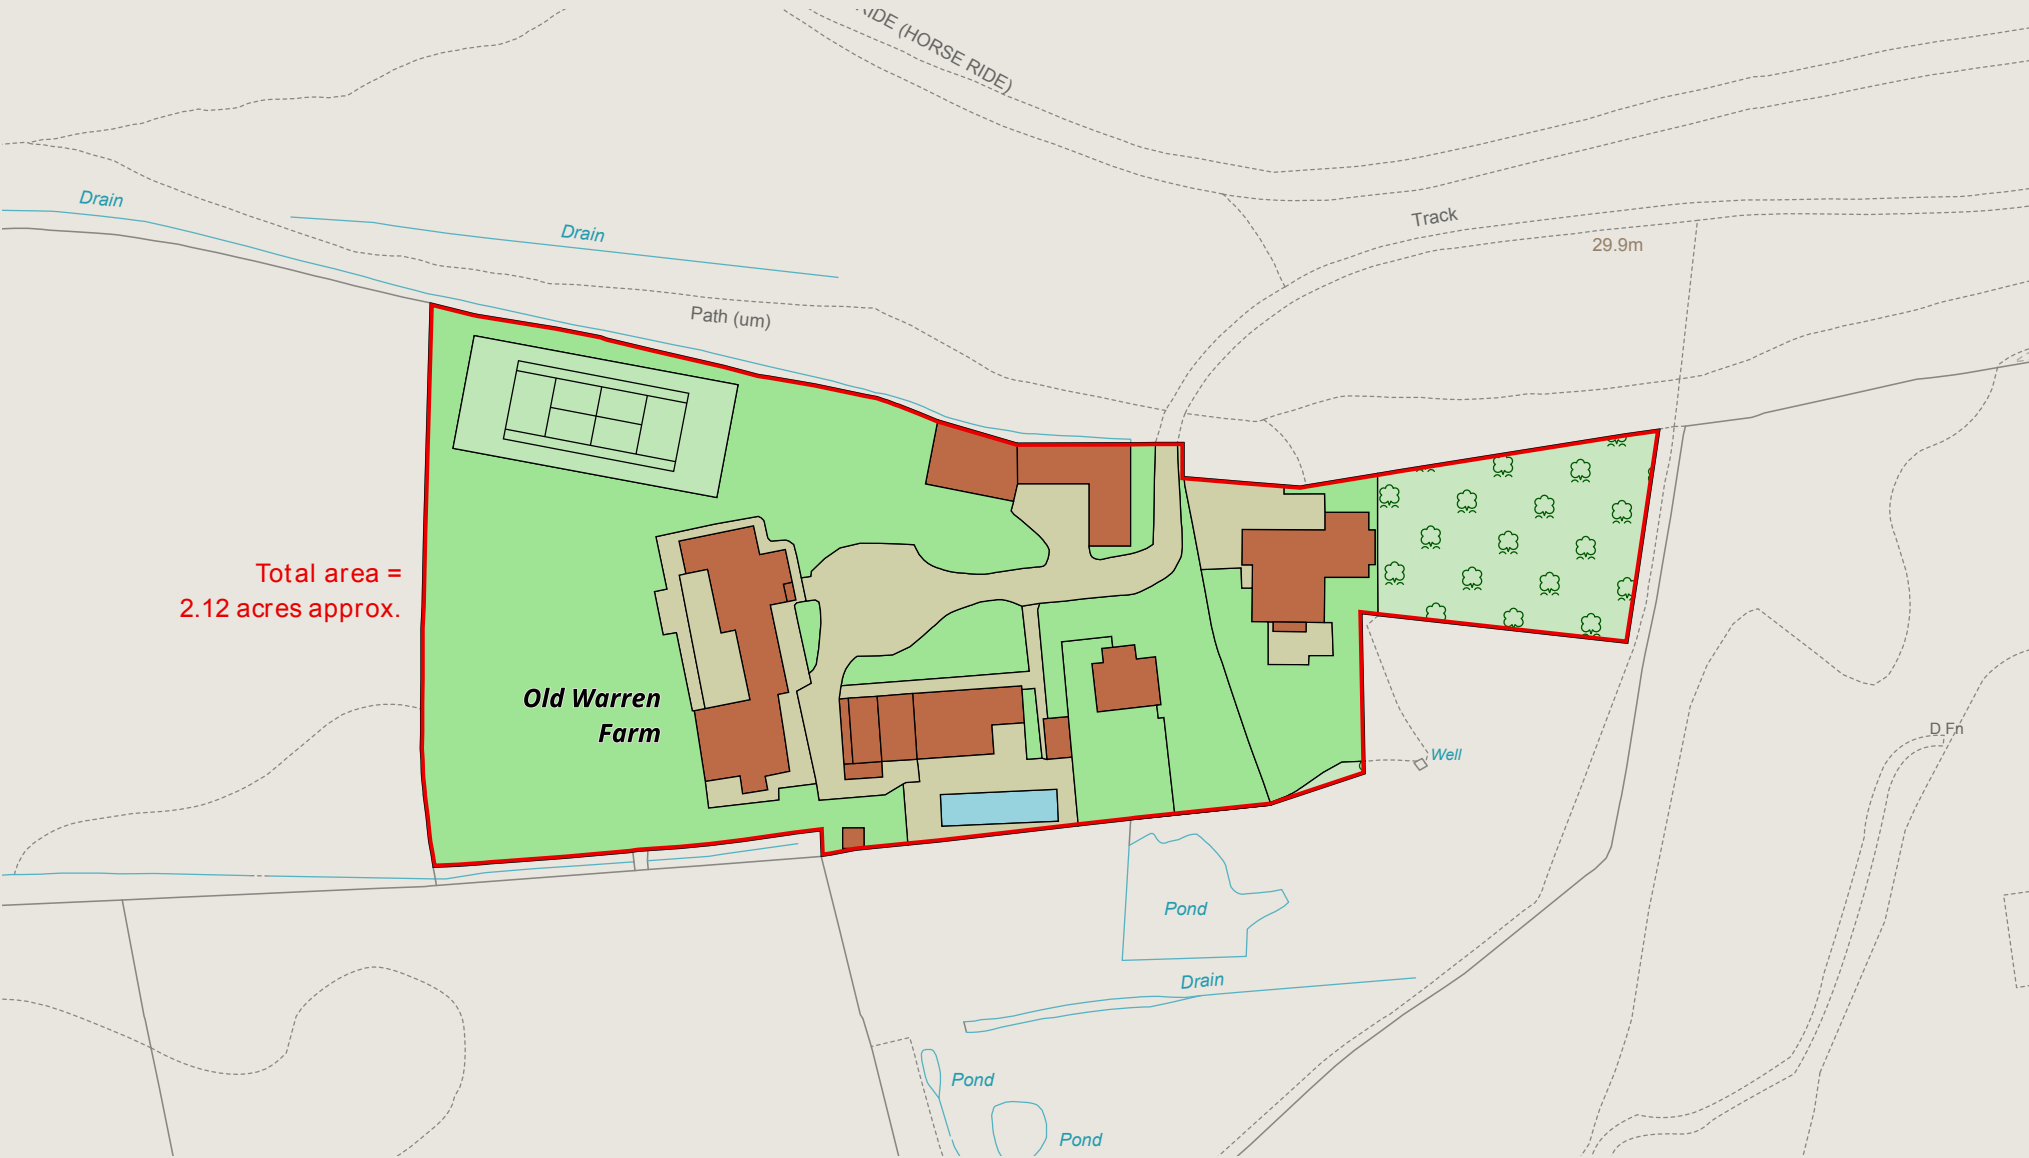 RIDE (HORSE RIDE)
Drain
Drain
Track
29.9m
Path (um)
Total area =
2.12 acres approx.
Old Warren
Farm
D Fn
Well
Pond
Drain
Pond
Pond